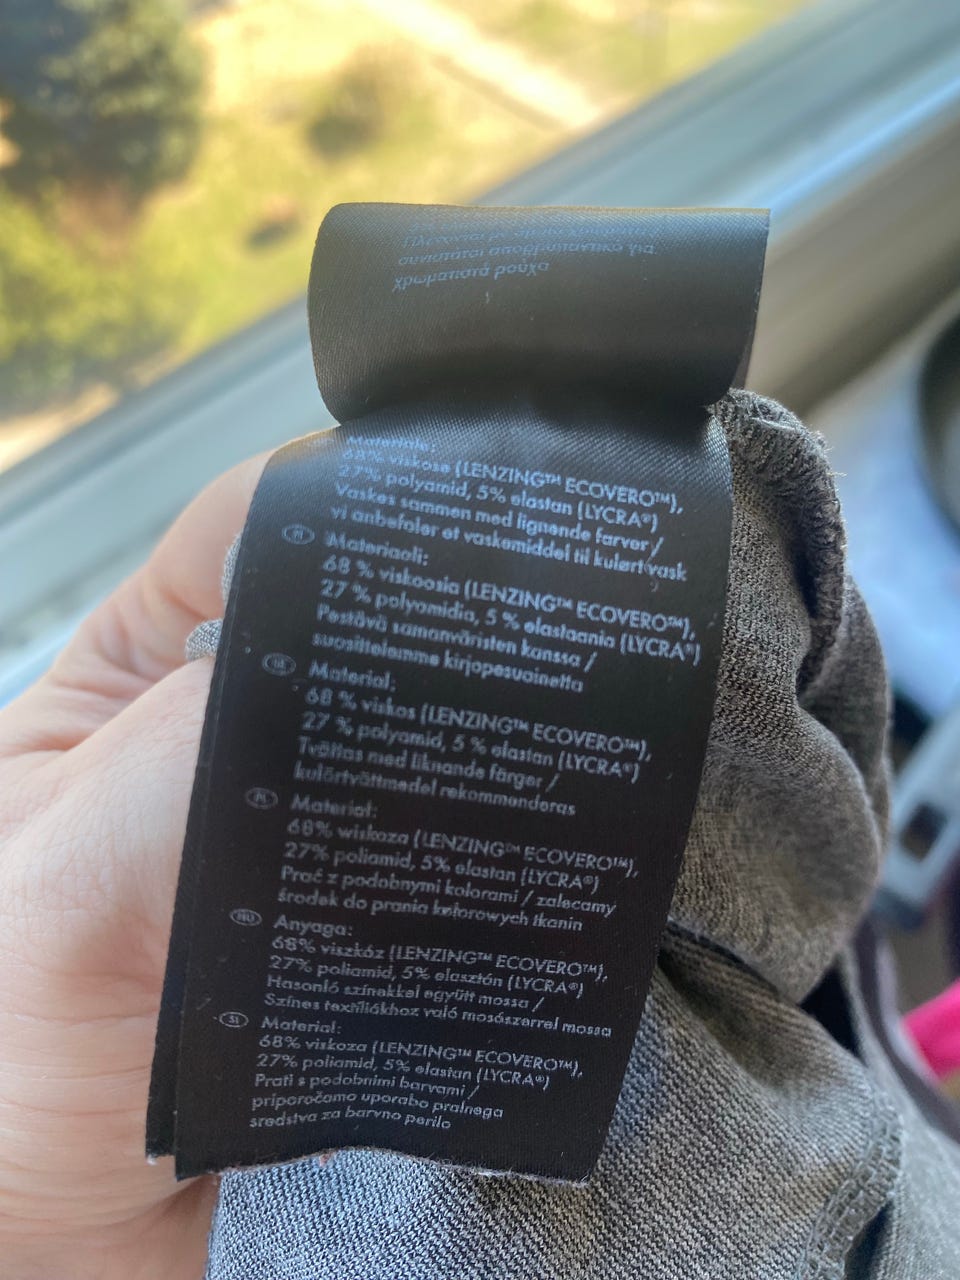 συνιστάται απορρυπαντικό για
χρωματιστά ρούχα
Materiale:
68% viskose (LENZING™ ECOVERO™),
27% polyamid, 5% elastan (LYCRA®)
Vaskes sammen med lignende farver/
vi anbefaler et vaskemiddel til kulørt vask
FI Materiaali:
68 % viskoosia (LENZING™ ECOVERO™),
27 % polyamidia, 5 % elastaania (LYCRA®)
Pestävä samanväristen kanssa /
suosittelemme kirjopesuainetta
SE Material:
68 % viskos (LENZING™ ECOVERO™),
27 % polyamid, 5 % elastan (LYCRA®)
Tvättas med liknande färger /
kulörtvättmedel rekommenderas
PL Materiał:
68% wiskoza (LENZING™ ECOVERO™),
27% poliamid, 5% elastan (LYCRA®)
Prać z podobnymi kolorami / zalecamy
środek do prania kolorowych tkanin
HU Anyaga:
68% viszkóz (LENZING™ ECOVERO™),
27% poliamid, 5% elasztán (LYCRA®)
Hasonló színekkel együtt mossa /
Színes textíliákhoz való mosószerrel mossa
SI Material:
68% viskoza (LENZING™ ECOVERO™),
27% poliamid, 5% elastan (LYCRA®)
Prati s podobnimi barvami /
priporočamo uporabo pralnega
sredstva za barvno perilo